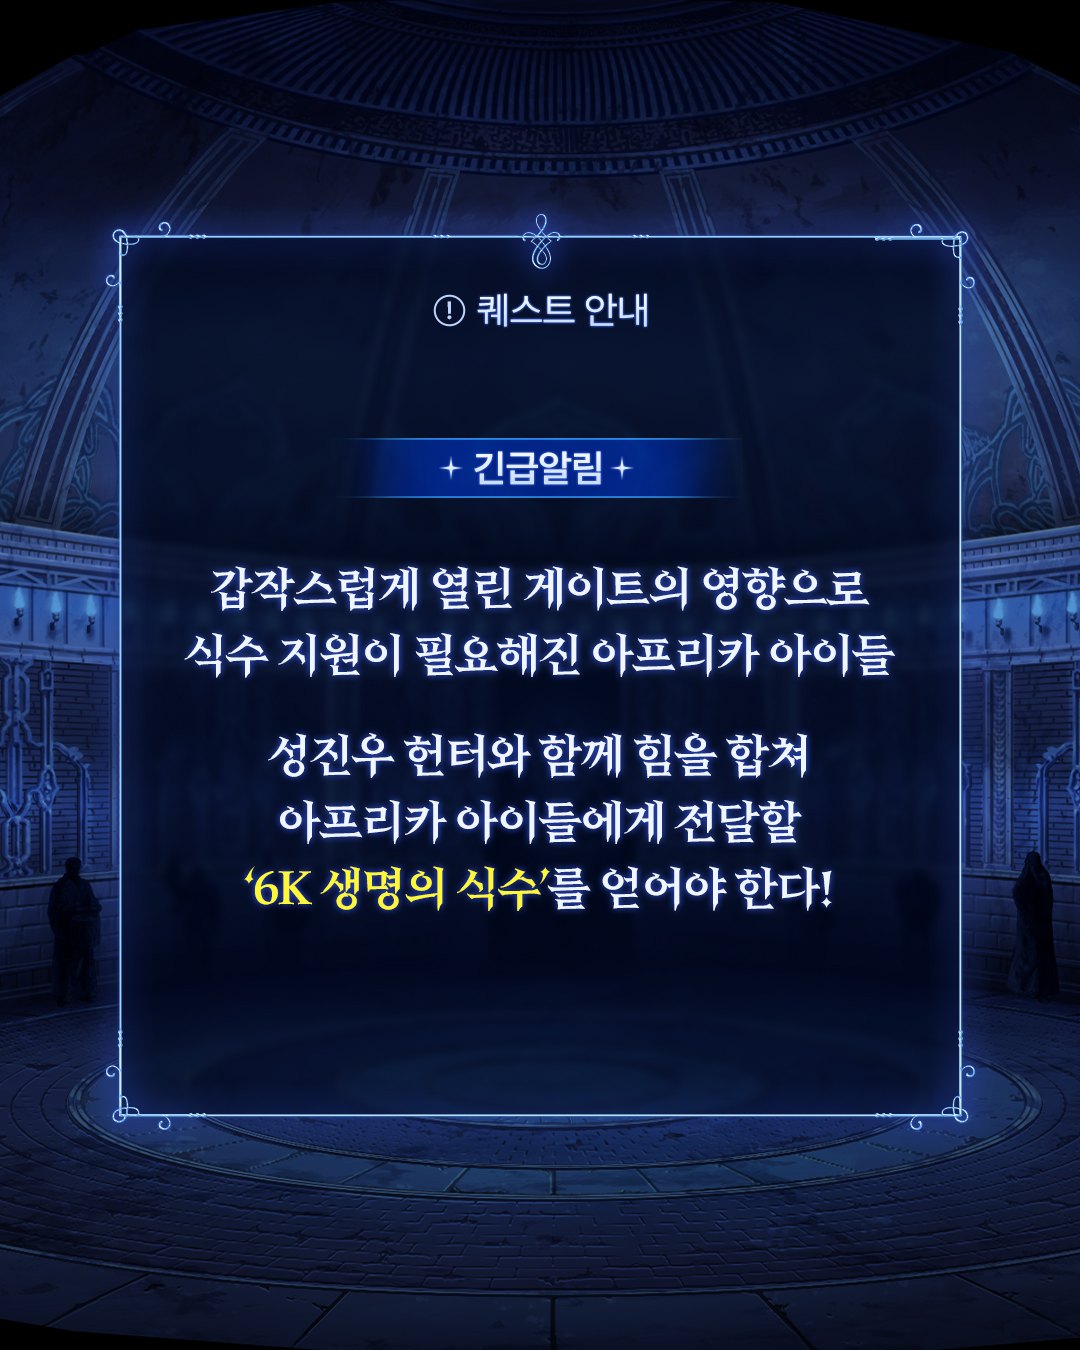 퀘스트 안내
긴급알림
갑작스럽게 열린 게이트의 영향으로
식수 지원이 필요해진 아프리카 아이들
성진우 헌터와 함께 힘을 합쳐
아프리카 아이들에게 전달할
‘6K 생명의 식수’를 얻어야 한다!